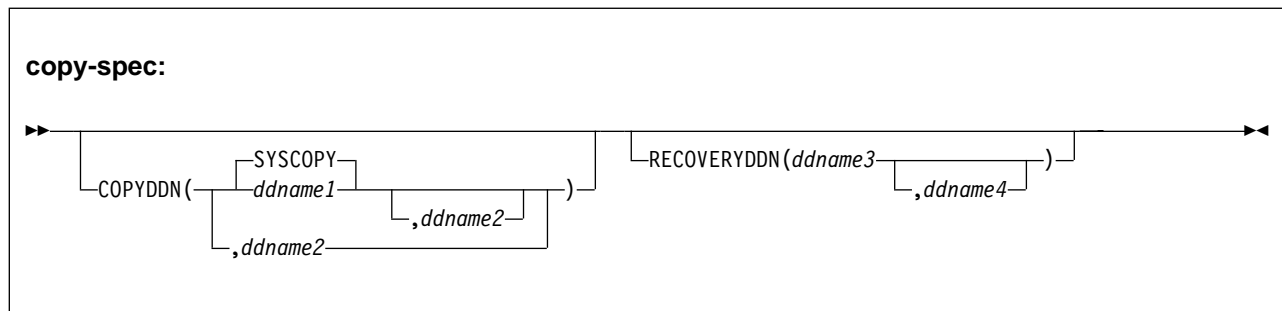 copy-spec:
SYSCOPY
COPYDDN( ddname1 ) RECOVERYDDN(ddname3 )
,ddname2 ,ddname4
,ddname2